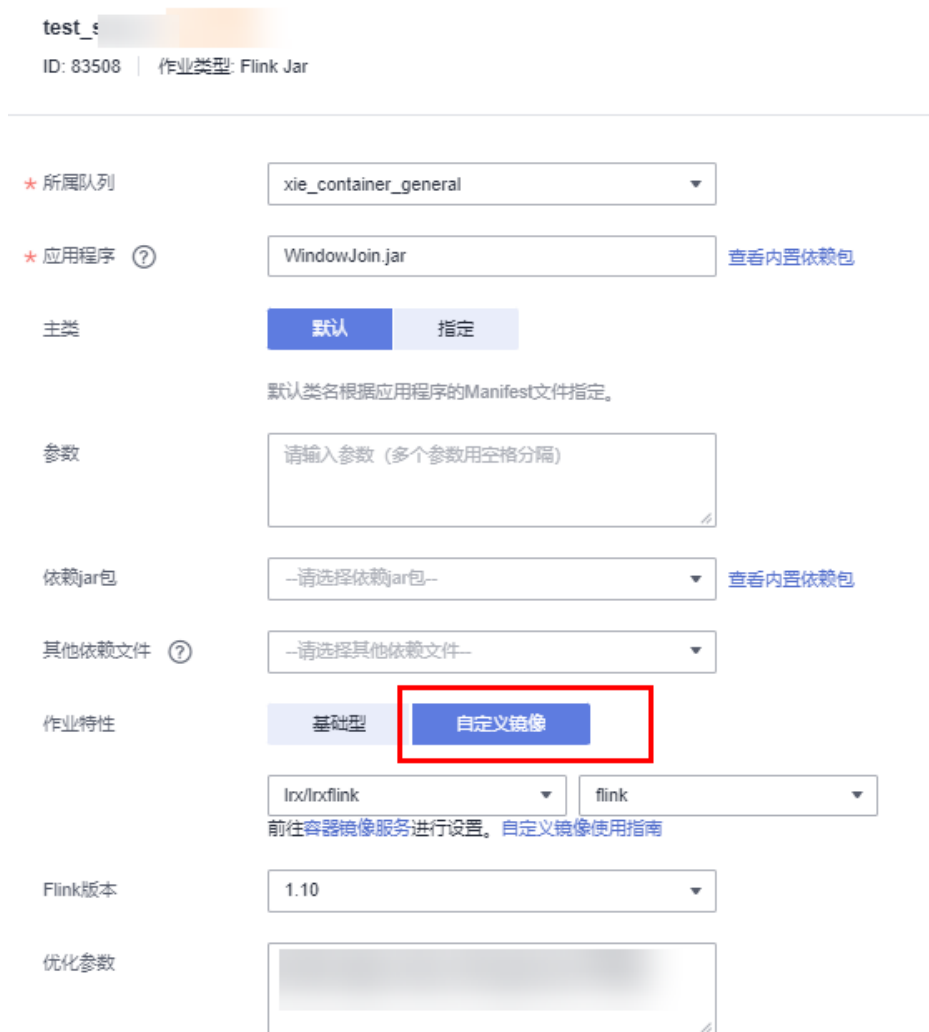 test_s
ID: 83508 作业类型: Flink Jar
* 所属队列 xie_container_general
* 应用程序 ? WindowJoin.jar 查看内置依赖包
主类 默认 指定
默认类名根据应用程序的Manifest文件指定。
参数 请输入参数（多个参数用空格分隔）
依赖jar包 --请选择依赖jar包-- 查看内置依赖包
其他依赖文件 ? --请选择其他依赖文件--
作业特性 基础型 自定义镜像
lrx/lrxflink flink
前往容器镜像服务进行设置。自定义镜像使用指南
Flink版本 1.10
优化参数